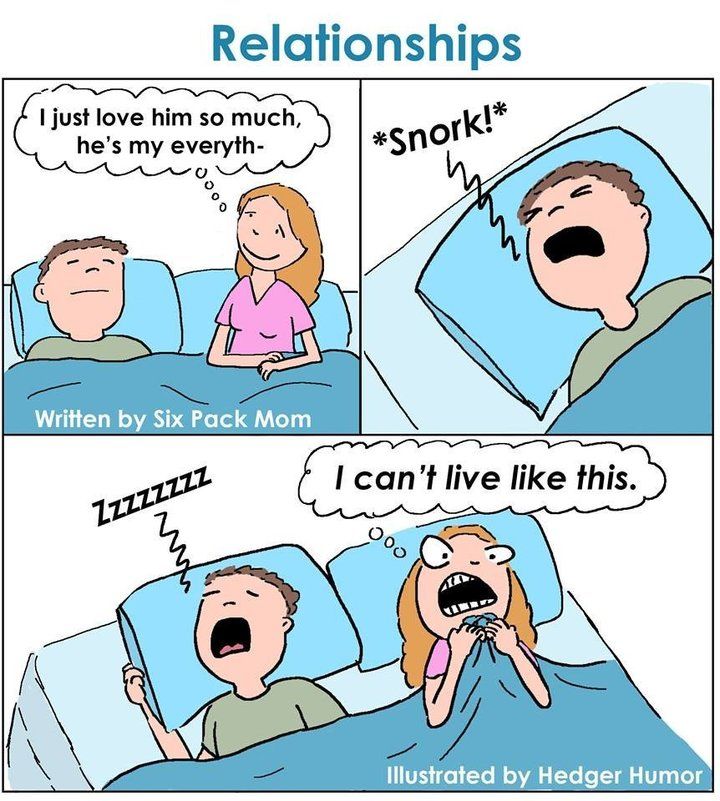 Relationships
I just love him so much,
he's my everyth-
*Snork!*
Written by Six Pack Mom
Zzzzzzzz
I can't live like this.
Illustrated by Hedger Humor